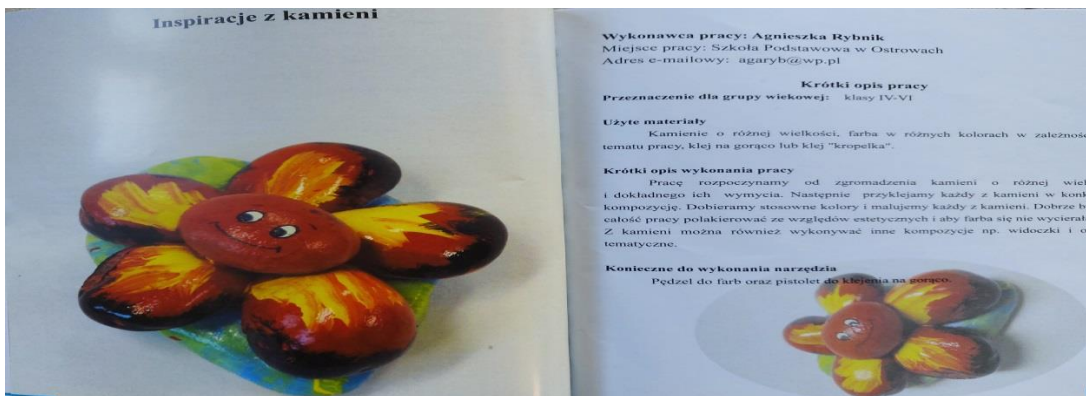 Inspiracje z kamieni
Wykonawca pracy: Agnieszka Rybnik
Miejsce pracy: Szkoła Podstawowa w Ostrowach
Adres e-mailowy: agaryb@wp.pl
Krótki opis pracy
Przeznaczenie dla grupy wiekowej: klasy IV-VI
Użyte materiały
Kamienie o różnej wielkości, farba w różnych kolorach w zależnoś
tematu pracy, klej na gorąco lub klej "kropelka".
Krótki opis wykonania pracy
Pracę rozpoczynamy od zgromadzenia kamieni o różnej wiel
i dokładnego ich wymycia. Następnie przyklejamy każdy z kamieni w konk
kompozycję. Dobieramy stosowne kolory i malujemy każdy z kamieni. Dobrze b
całość pracy polakierować ze względów estetycznych i aby farba się nie wycierał
Z kamieni można również wykonywać inne kompozycje np. widoczki i o
tematyczne.
Konieczne do wykonania narzędzia
Pędzel do farb oraz pistolet do klejenia na gorąco.